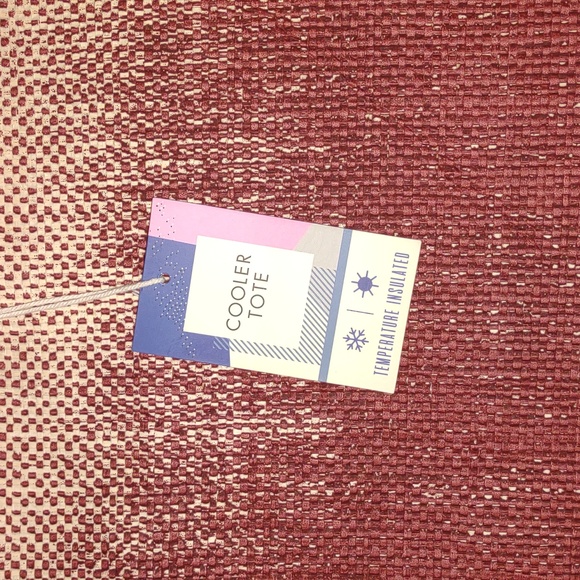 COOLER
TOTE
TEMPERATURE INSULATED